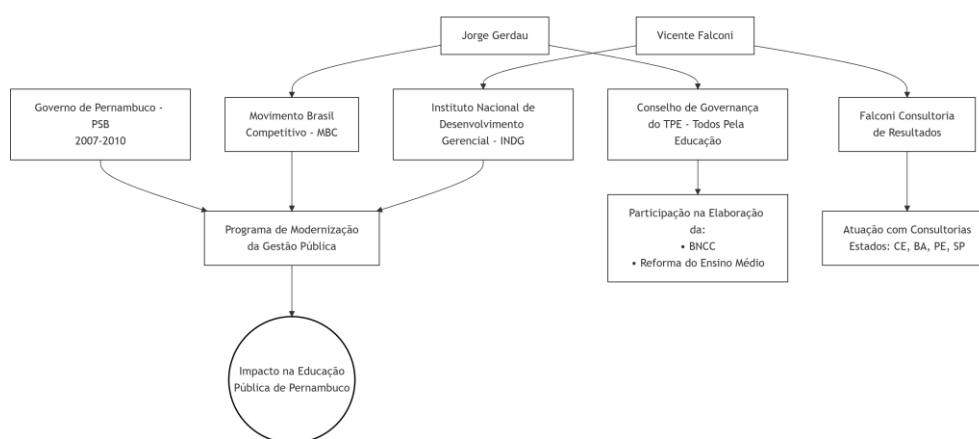 Jorge Gerdau
Vicente Falconi
Governo de Pernambuco -
PSB
2007-2010
Movimento Brasil
Competitivo - MBC
Instituto Nacional de
Desenvolvimento
Gerencial - INDG
Conselho de Governança
do TPE - Todos Pela
Educação
Falconi Consultoria
de Resultados
Programa de Modernização
da Gestão Pública
Participação na Elaboração
da:
• BNCC
• Reforma do Ensino Médio
Atuação com Consultorias
Estados: CE, BA, PE, SP
Impacto na Educação
Pública de Pernambuco